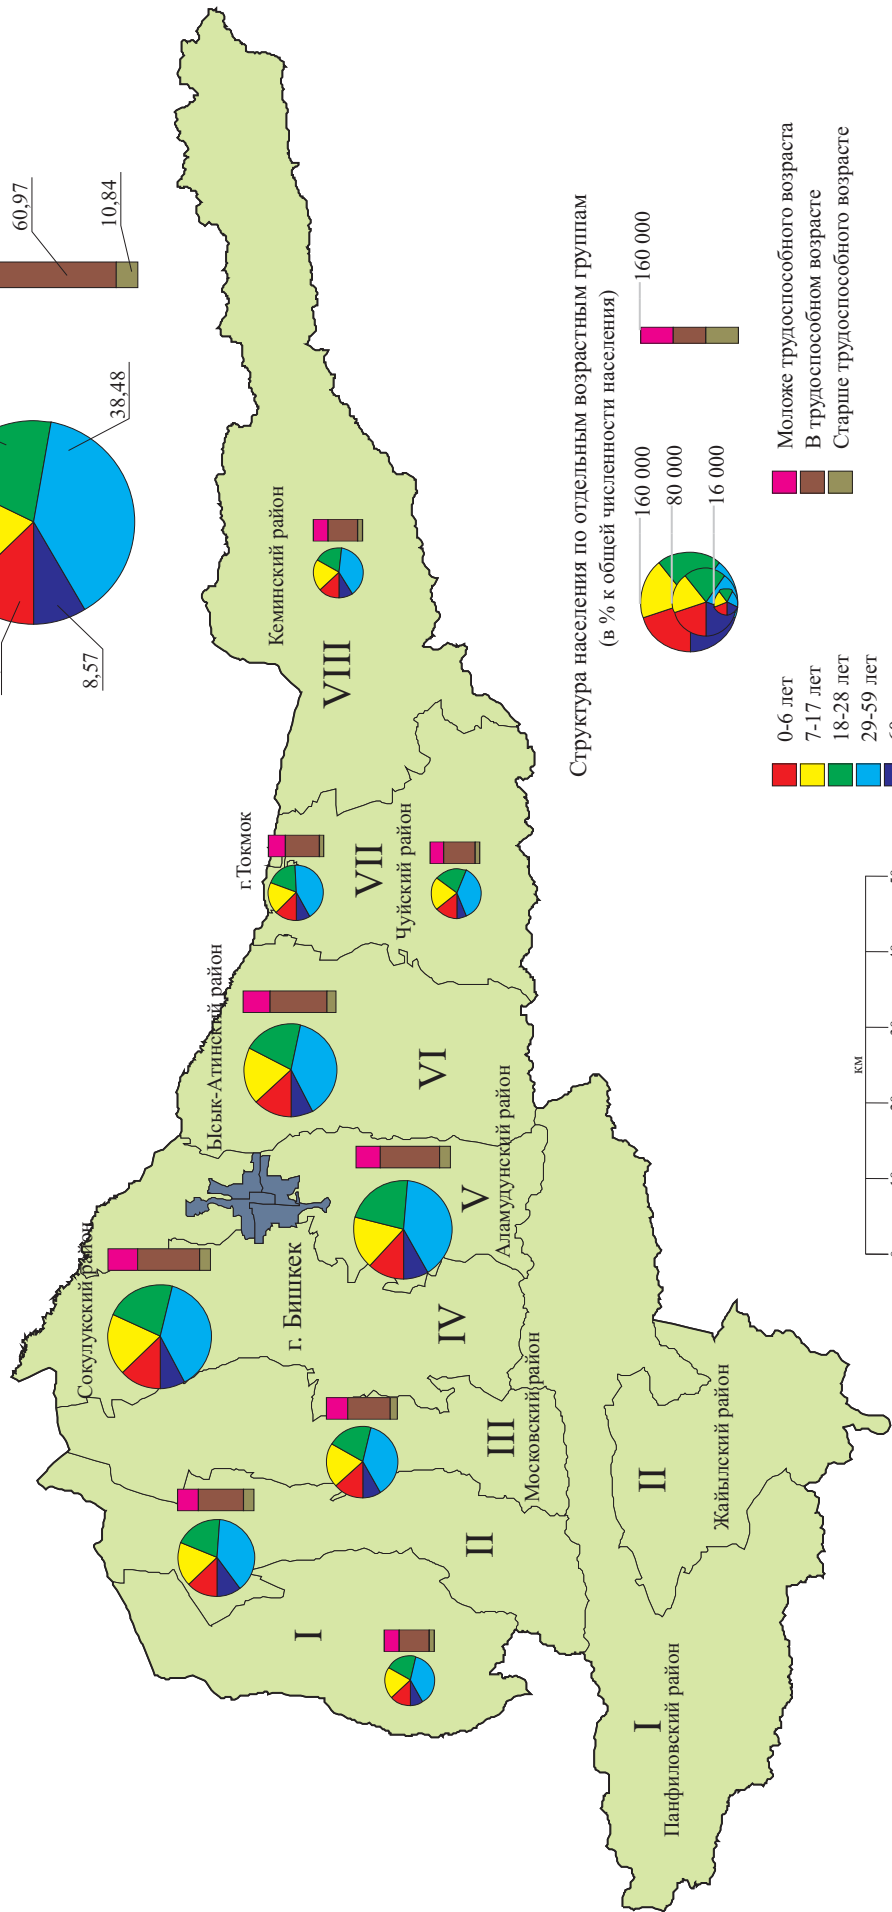 60,97
10,84
38,48
8,57
Кеминский район
VIII
г.Токмок
VII
Чуйский район
Ысык-Атинский район
VI
Сокулукский район
г. Бишкек
V
Аламудунский район
IV
III
Московский район
II
I
II
Жайылский район
I
Панфиловский район
Структура населения по отдельным возрастным группам
(в % к общей численности населения)
160 000
80 000
16 000
160 000
0-6 лет
7-17 лет
18-28 лет
29-59 лет
Моложе трудоспособного возраста
В трудоспособном возрасте
Старше трудоспособного возрасте
км